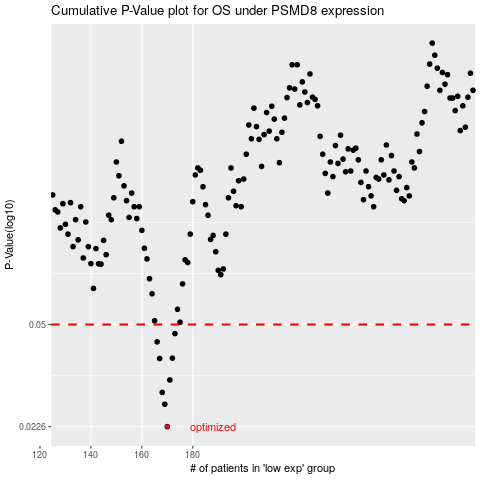 Cumulative P-Value plot for OS under PSMD8 expression
P-Value(log10)
0.05
0.0226
optimized
120 140 160 180
# of patients in 'low exp' group